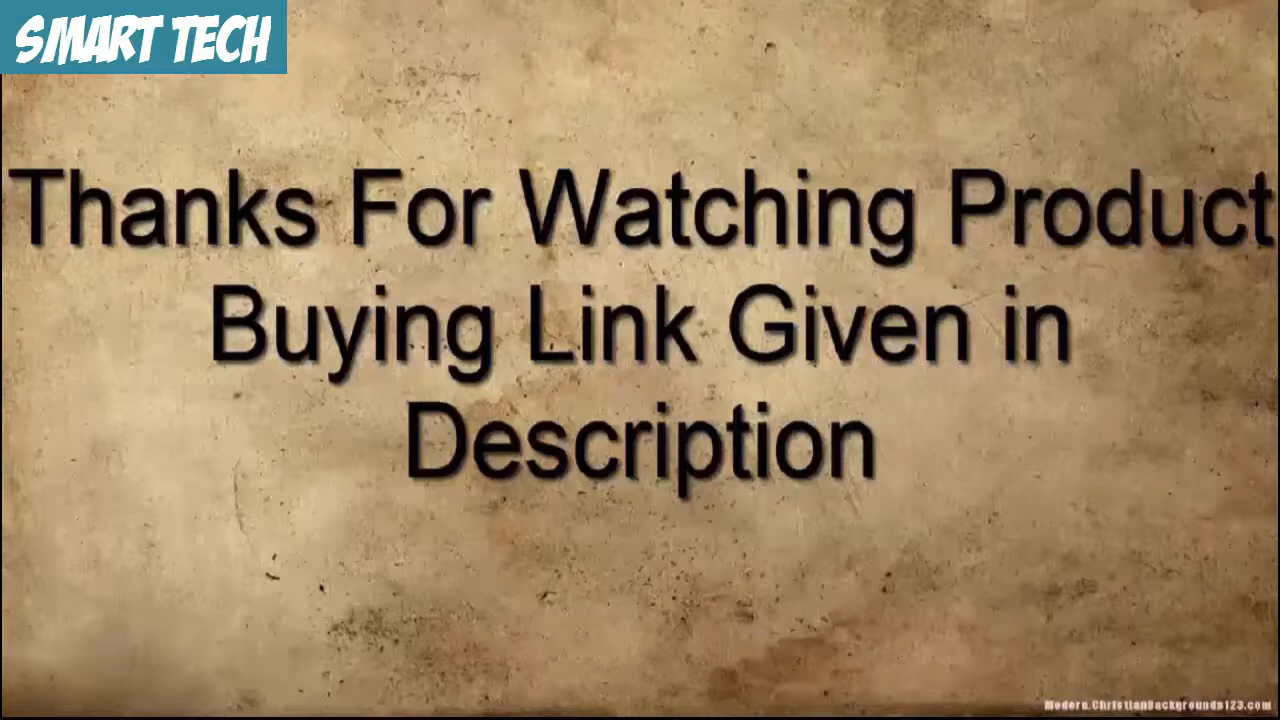 SMART TECH
Thanks For Watching Product
Buying Link Given in
Description
Modern.ChristianBackgrounds123.com